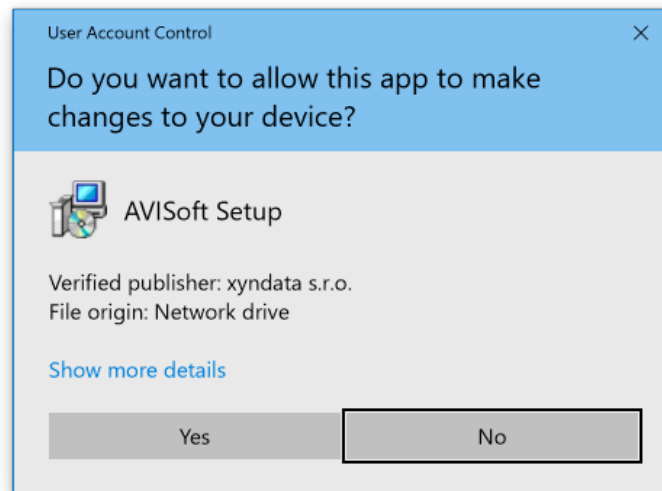 User Account Control
Do you want to allow this app to make
changes to your device?
AVISoft Setup
Verified publisher: xyndata s.r.o.
File origin: Network drive
Show more details
Yes
No